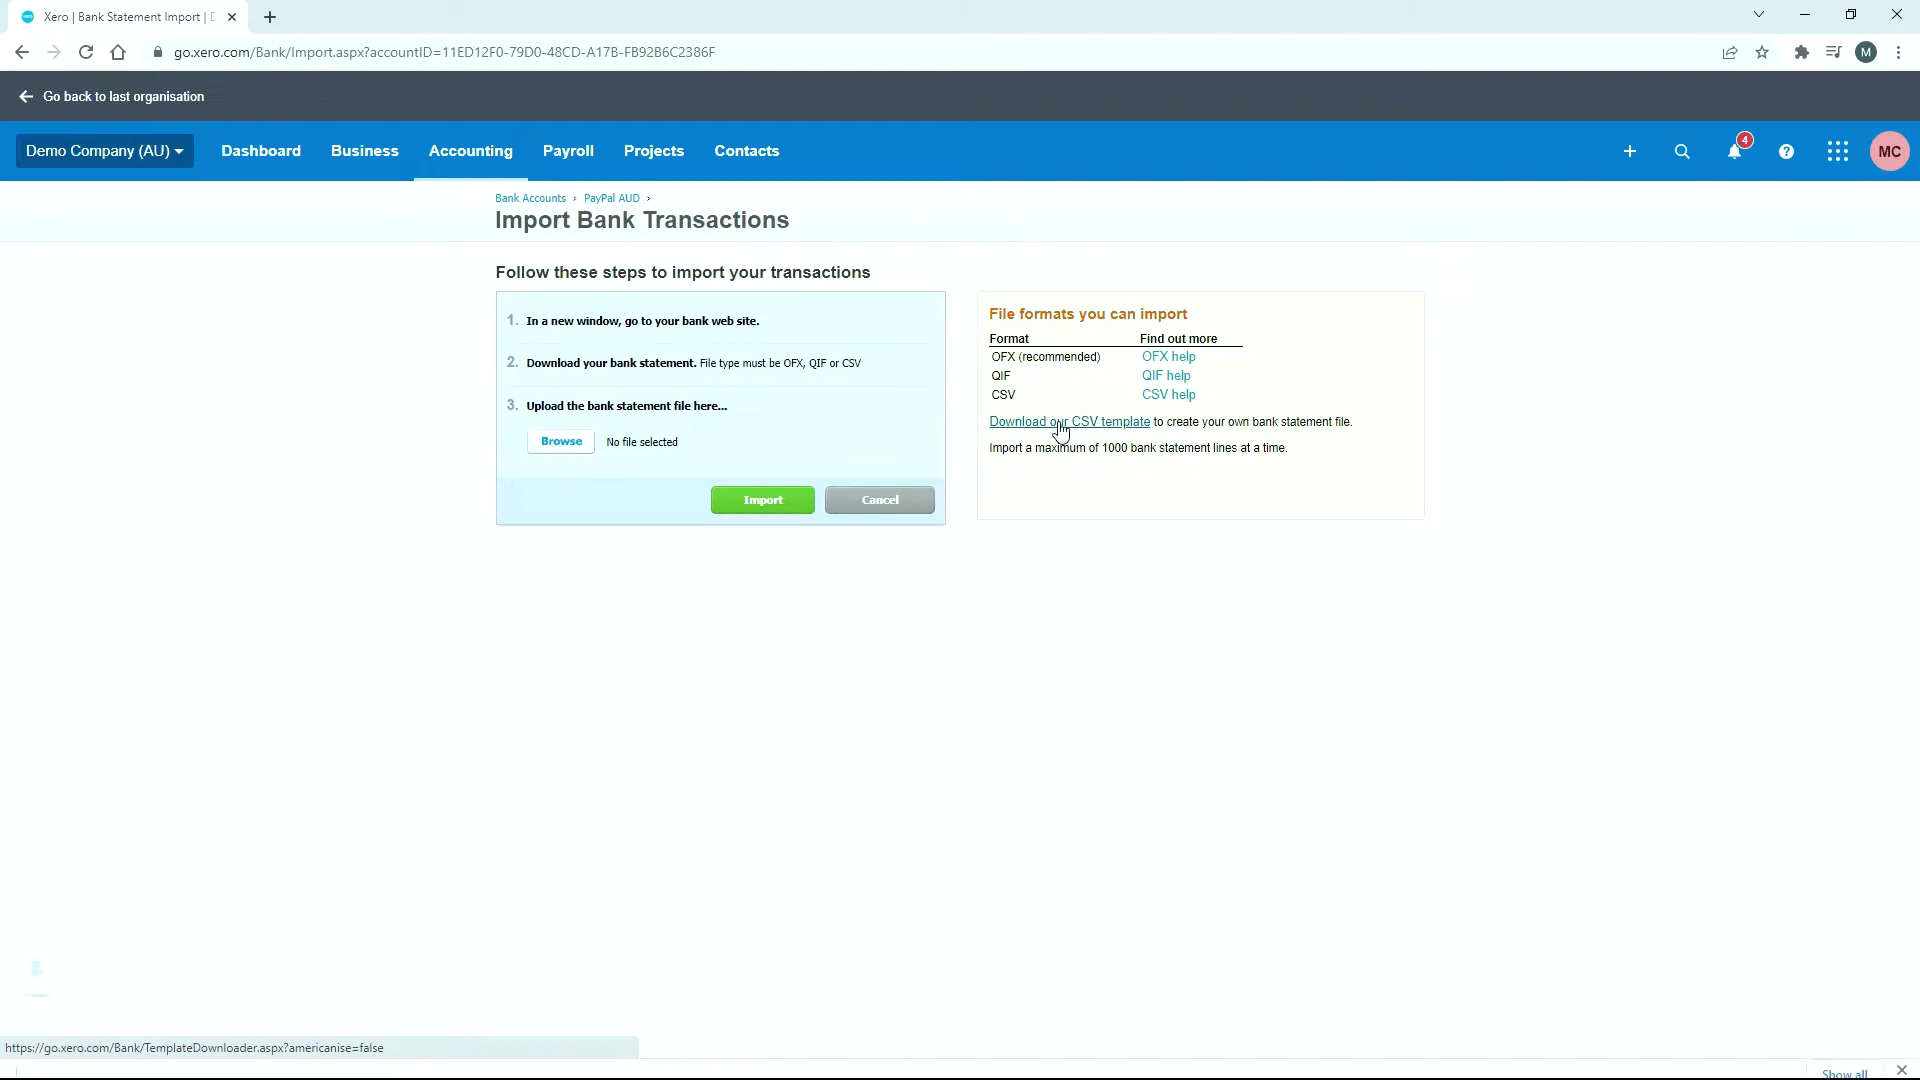 Xero | Bank Statement Import |
go.xero.com/Bank/Import.aspx?accountID=11ED12F0-79D0-48CD-A17B-FB92B6C2386F
M
Go back to last organisation
Demo Company (AU)
Dashboard
Business
Accounting
Payroll
Projects
Contacts
4
MC
Bank Accounts › PayPal AUD ›
Import Bank Transactions
Follow these steps to import your transactions
1. In a new window, go to your bank web site.
2. Download your bank statement. File type must be OFX, QIF or CSV
3. Upload the bank statement file here...
Browse No file selected
Import Cancel
File formats you can import
Format Find out more
OFX (recommended) OFX help
QIF QIF help
CSV CSV help
Download our CSV template to create your own bank statement file.
Import a maximum of 1000 bank statement lines at a time.
https://go.xero.com/Bank/TemplateDownloader.aspx?americanise=false
Show all